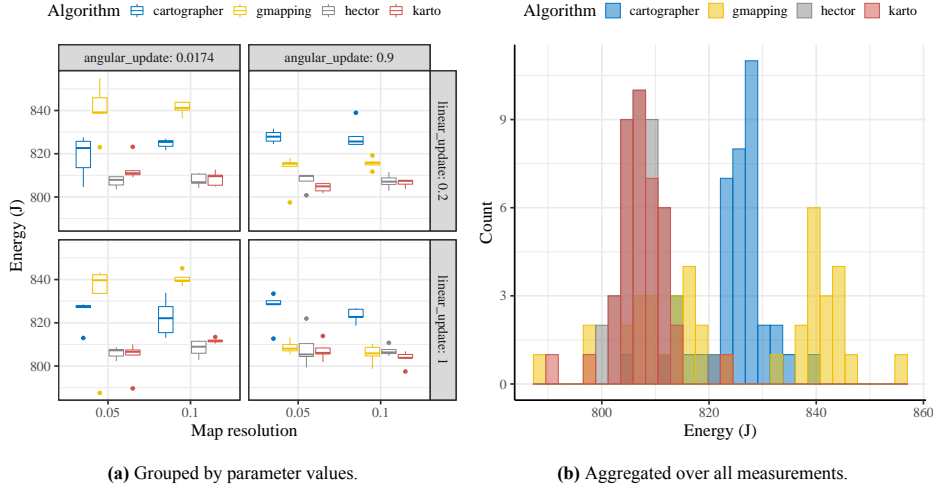 Algorithm cartographer gmapping hector karto
angular_update: 0.0174
angular_update: 0.9
840
820
800
linear_update: 0.2
840
820
800
linear_update: 1
Energy (J)
0.05
0.1
0.05
0.1
Map resolution
(a) Grouped by parameter values.
Algorithm cartographer gmapping hector karto
9
6
3
0
Count
800
820
840
860
Energy (J)
(b) Aggregated over all measurements.